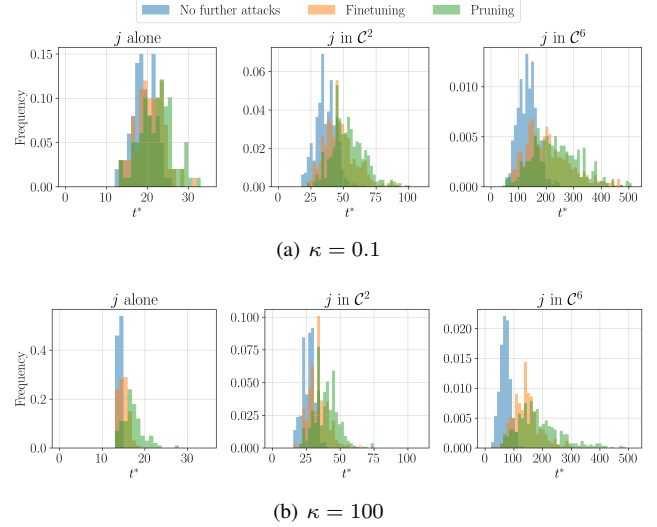 No further attacks Finetuning Pruning
j alone
j in C²
j in C⁶
Frequency
0.15
0.10
0.05
0.00
0 10 20 30
t*
0.06
0.04
0.02
0.00
0 25 50 75 100
t*
0.015
0.010
0.005
0.000
0 100 200 300 400 500
t*
(a) κ = 0.1
j alone
j in C²
j in C⁶
Frequency
0.4
0.2
0.0
0 10 20 30
t*
0.100
0.075
0.050
0.025
0.000
0 25 50 75 100
t*
0.020
0.015
0.010
0.005
0.000
0 100 200 300 400 500
t*
(b) κ = 100